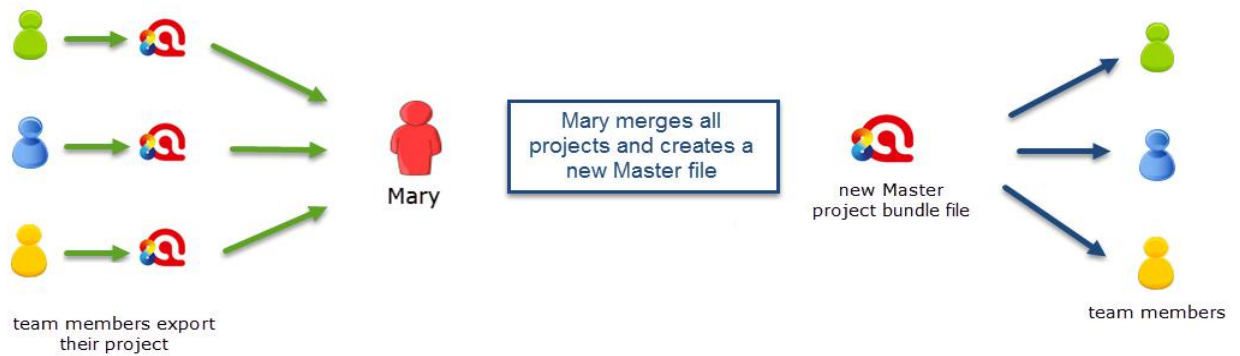 team members export
their project
Mary
Mary merges all
projects and creates a
new Master file
new Master
project bundle file
team members